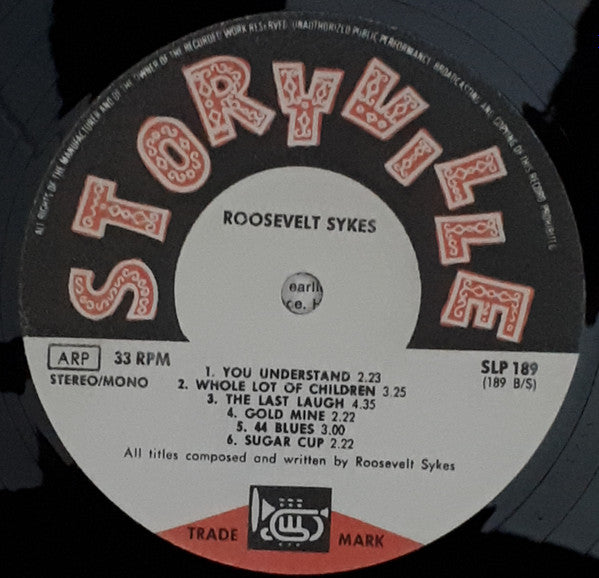 ALL RIGHTS OF THE MANUFACTURER AND OF THE OWNER OF THE RECORDED WORK RESERVED. UNAUTHORIZED PUBLIC PERFORMANCE, BROADCASTING AND COPYING OF THIS RECORD PROHIBITED
STORYVILLE
ROOSEVELT SYKES
ARP 33 RPM
STEREO/MONO
SLP 189
(189 B/S)
1. YOU UNDERSTAND 2.23
2. WHOLE LOT OF CHILDREN 3.25
3. THE LAST LAUGH 4.35
4. GOLD MINE 2.22
5. 44 BLUES 3.00
6. SUGAR CUP 2.22
All titles composed and written by Roosevelt Sykes
TRADE MARK